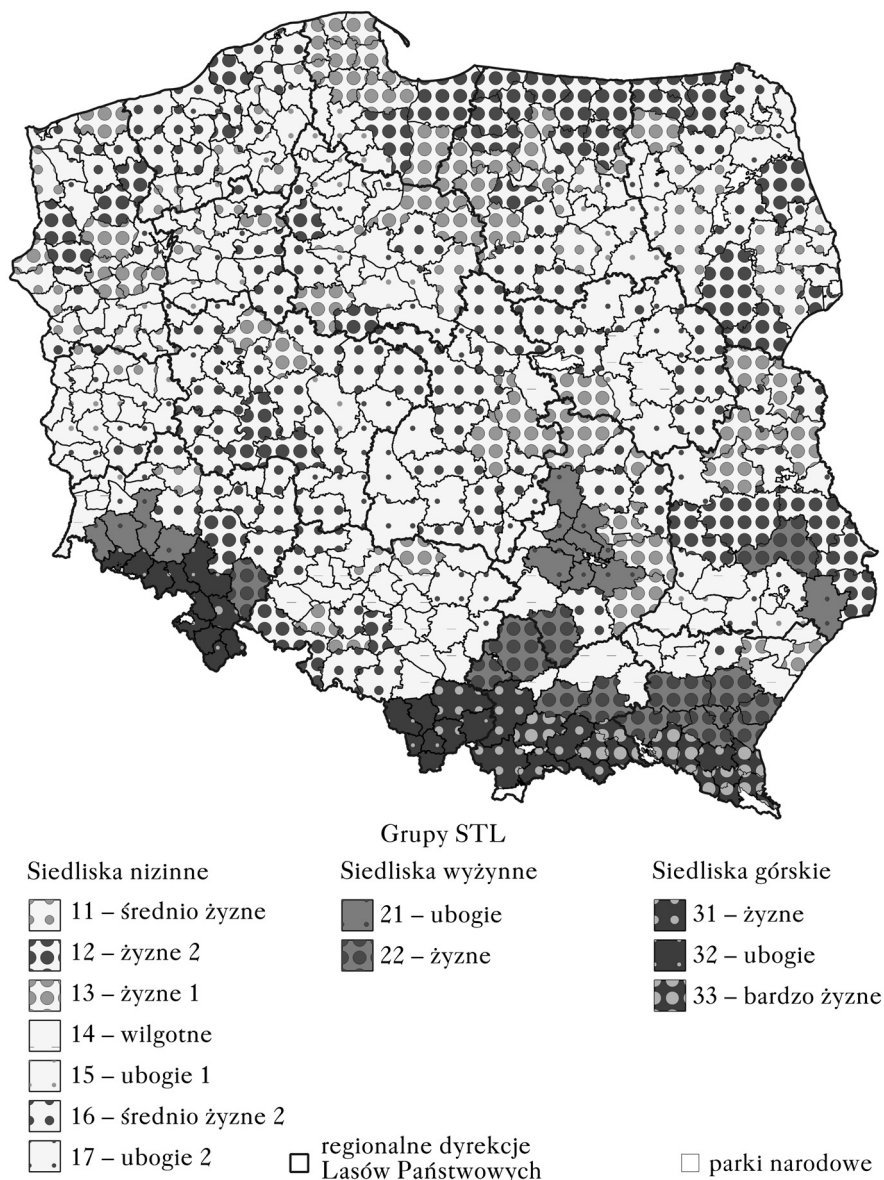 Grupy STL
Siedliska nizinne
11 – średnio żyzne
12 – żyzne 2
13 – żyzne 1
14 – wilgotne
15 – ubogie 1
16 – średnio żyzne 2
17 – ubogie 2
Siedliska wyżynne
21 – ubogie
22 – żyzne
Siedliska górskie
31 – żyzne
32 – ubogie
33 – bardzo żyzne
regionalne dyrekcje
Lasów Państwowych
parki narodowe